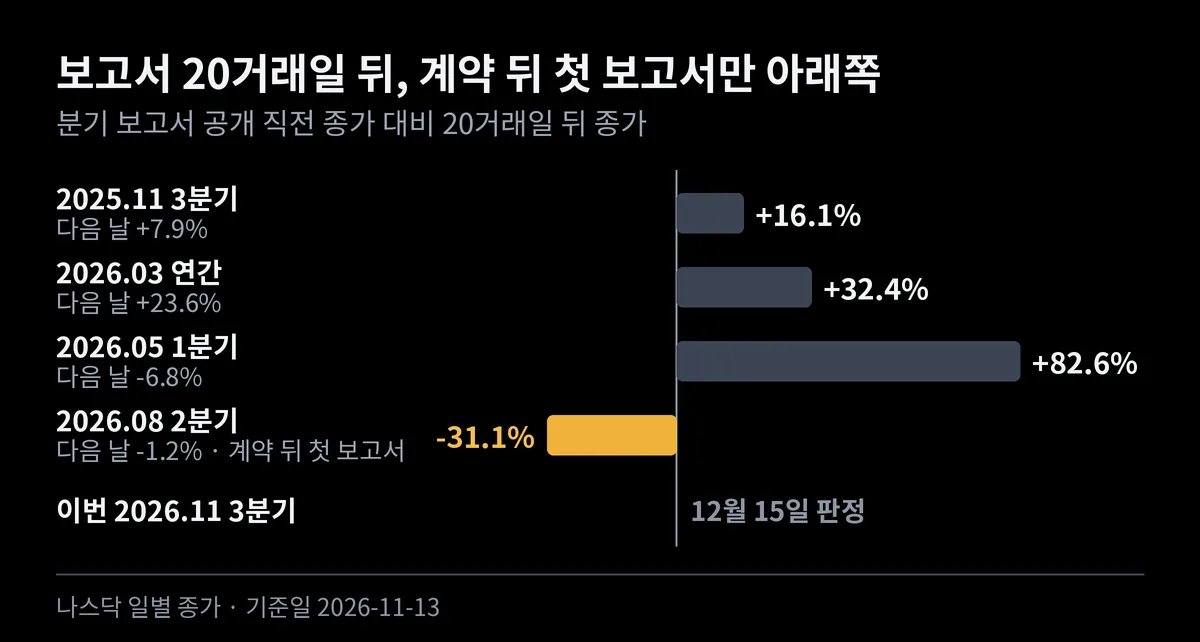 보고서 20거래일 뒤, 계약 뒤 첫 보고서만 아래쪽
분기 보고서 공개 직전 종가 대비 20거래일 뒤 종가
2025.11 3분기
다음 날 +7.9%
+16.1%
2026.03 연간
다음 날 +23.6%
+32.4%
2026.05 1분기
다음 날 -6.8%
+82.6%
2026.08 2분기
다음 날 -1.2% · 계약 뒤 첫 보고서
-31.1%
이번 2026.11 3분기
12월 15일 판정
나스닥 일별 종가 · 기준일 2026-11-13